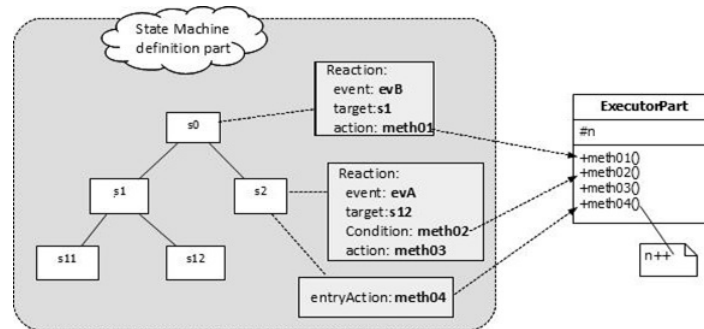 State Machine
definition part
Reaction:
event: evB
target:s1
action: meth01
s0
s1
s2
s11
s12
Reaction:
event: evA
target:s12
Condition: meth02
action: meth03
entryAction: meth04
ExecutorPart
#n
+meth01()
+meth02()
+meth03()
+meth04()
n++